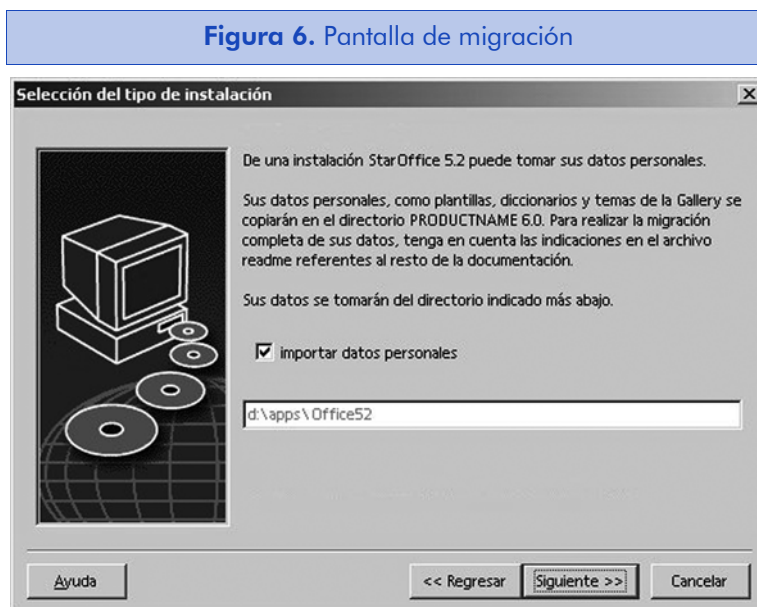 Figura 6. Pantalla de migración
Selección del tipo de instalación
De una instalación StarOffice 5.2 puede tomar sus datos personales.
Sus datos personales, como plantillas, diccionarios y temas de la Gallery se
copiarán en el directorio PRODUCTNAME 6.0. Para realizar la migración
completa de sus datos, tenga en cuenta las indicaciones en el archivo
readme referentes al resto de la documentación.
Sus datos se tomarán del directorio indicado más abajo.
importar datos personales
d:\apps\Office52
Ayuda
<< Regresar
Siguiente >>
Cancelar